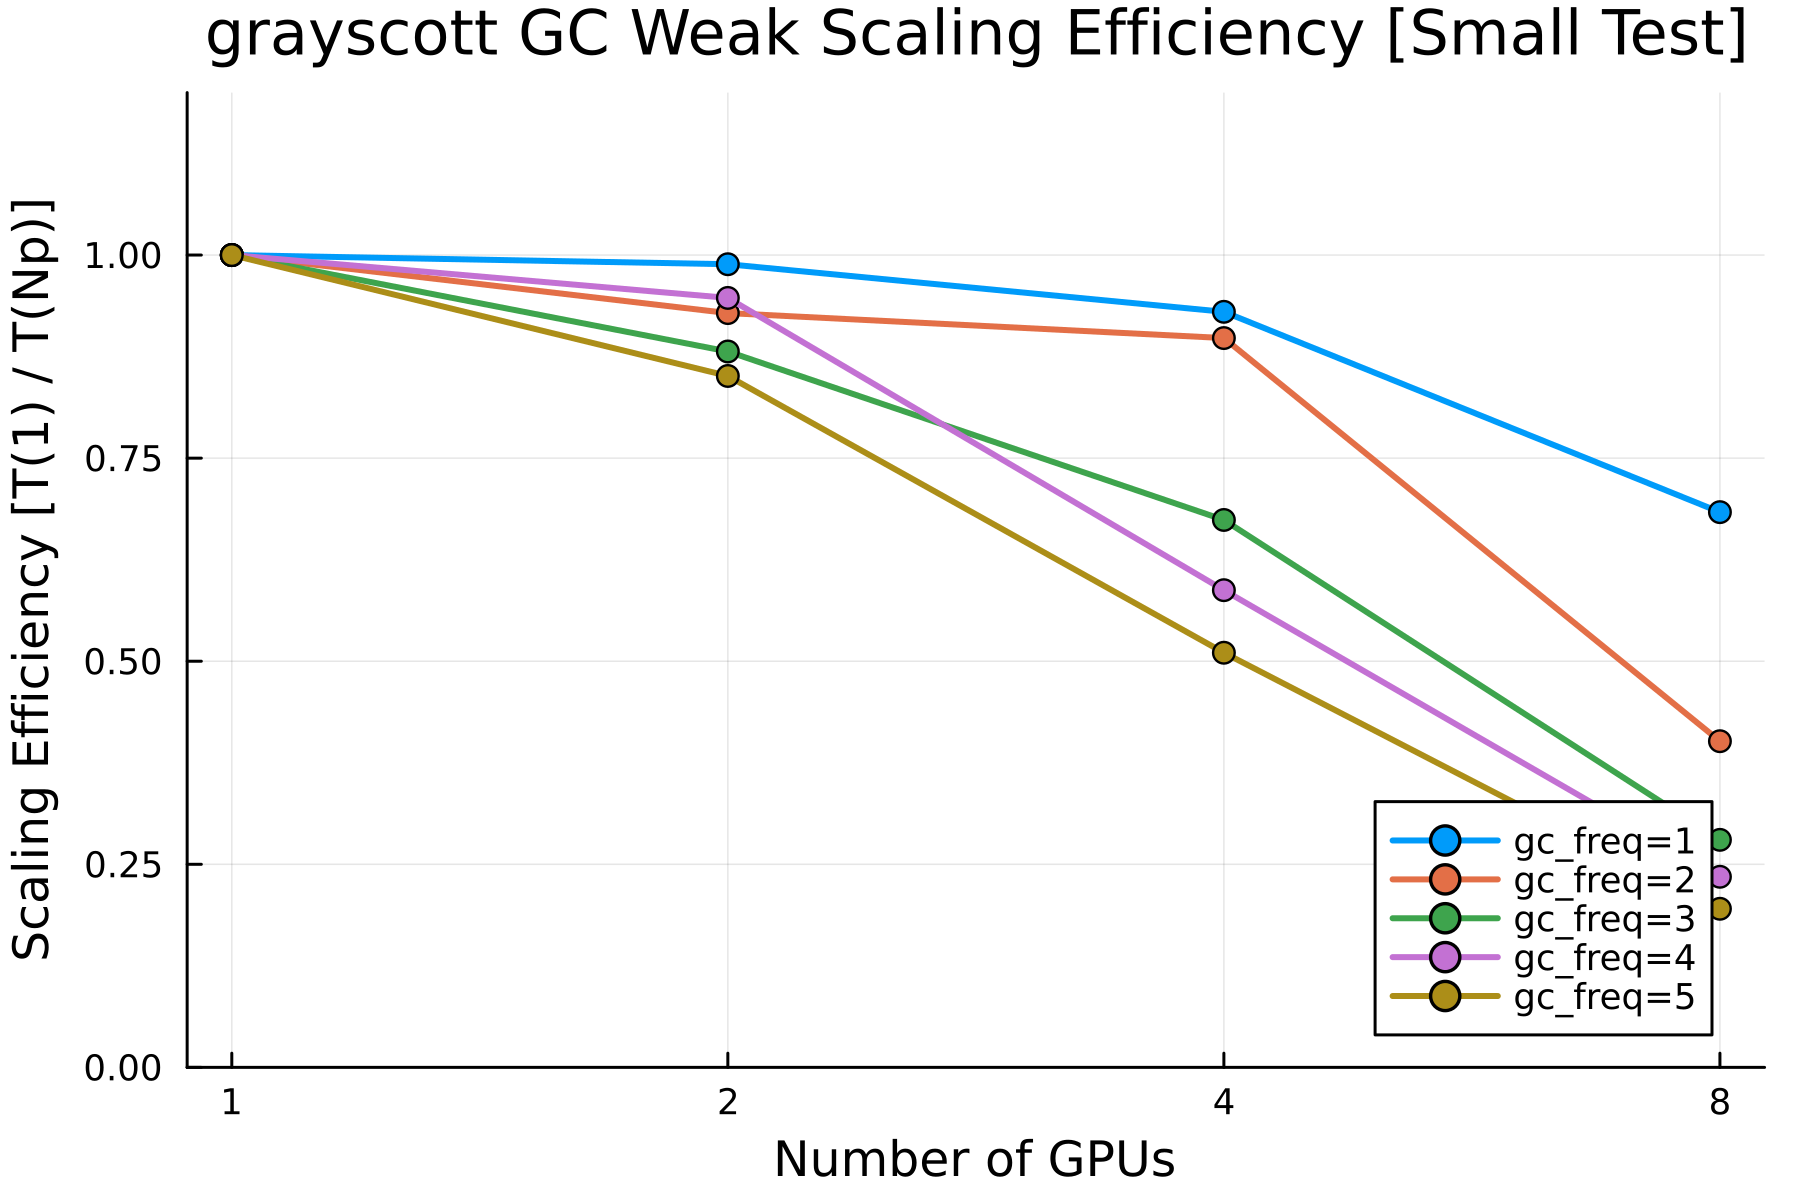 grayscott GC Weak Scaling Efficiency [Small Test]
Scaling Efficiency [T(1) / T(Np)]
1.00
0.75
0.50
0.25
0.00
gc_freq=1
gc_freq=2
gc_freq=3
gc_freq=4
gc_freq=5
1 2 4 8
Number of GPUs